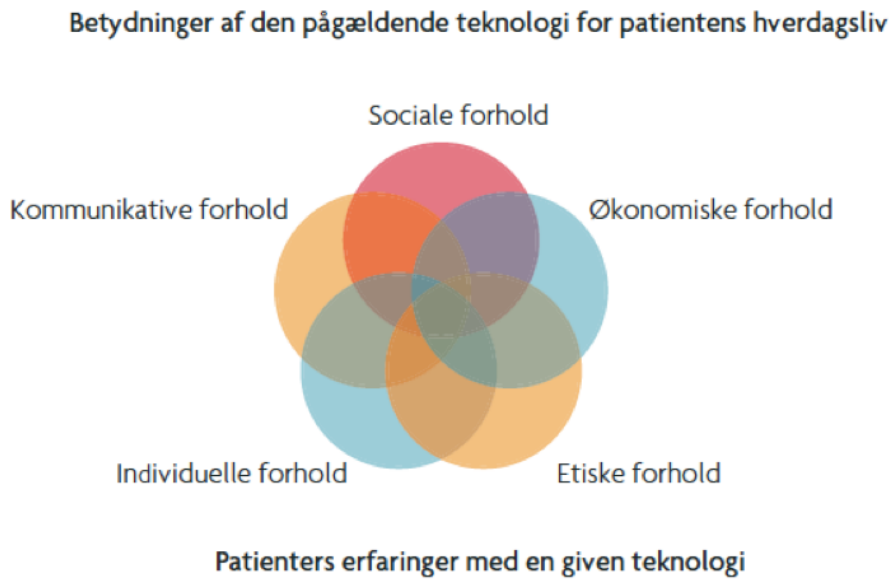 Betydninger af den pågældende teknologi for patientens hverdagsliv
Sociale forhold
Kommunikative forhold
Økonomiske forhold
Individuelle forhold
Etiske forhold
Patienters erfaringer med en given teknologi